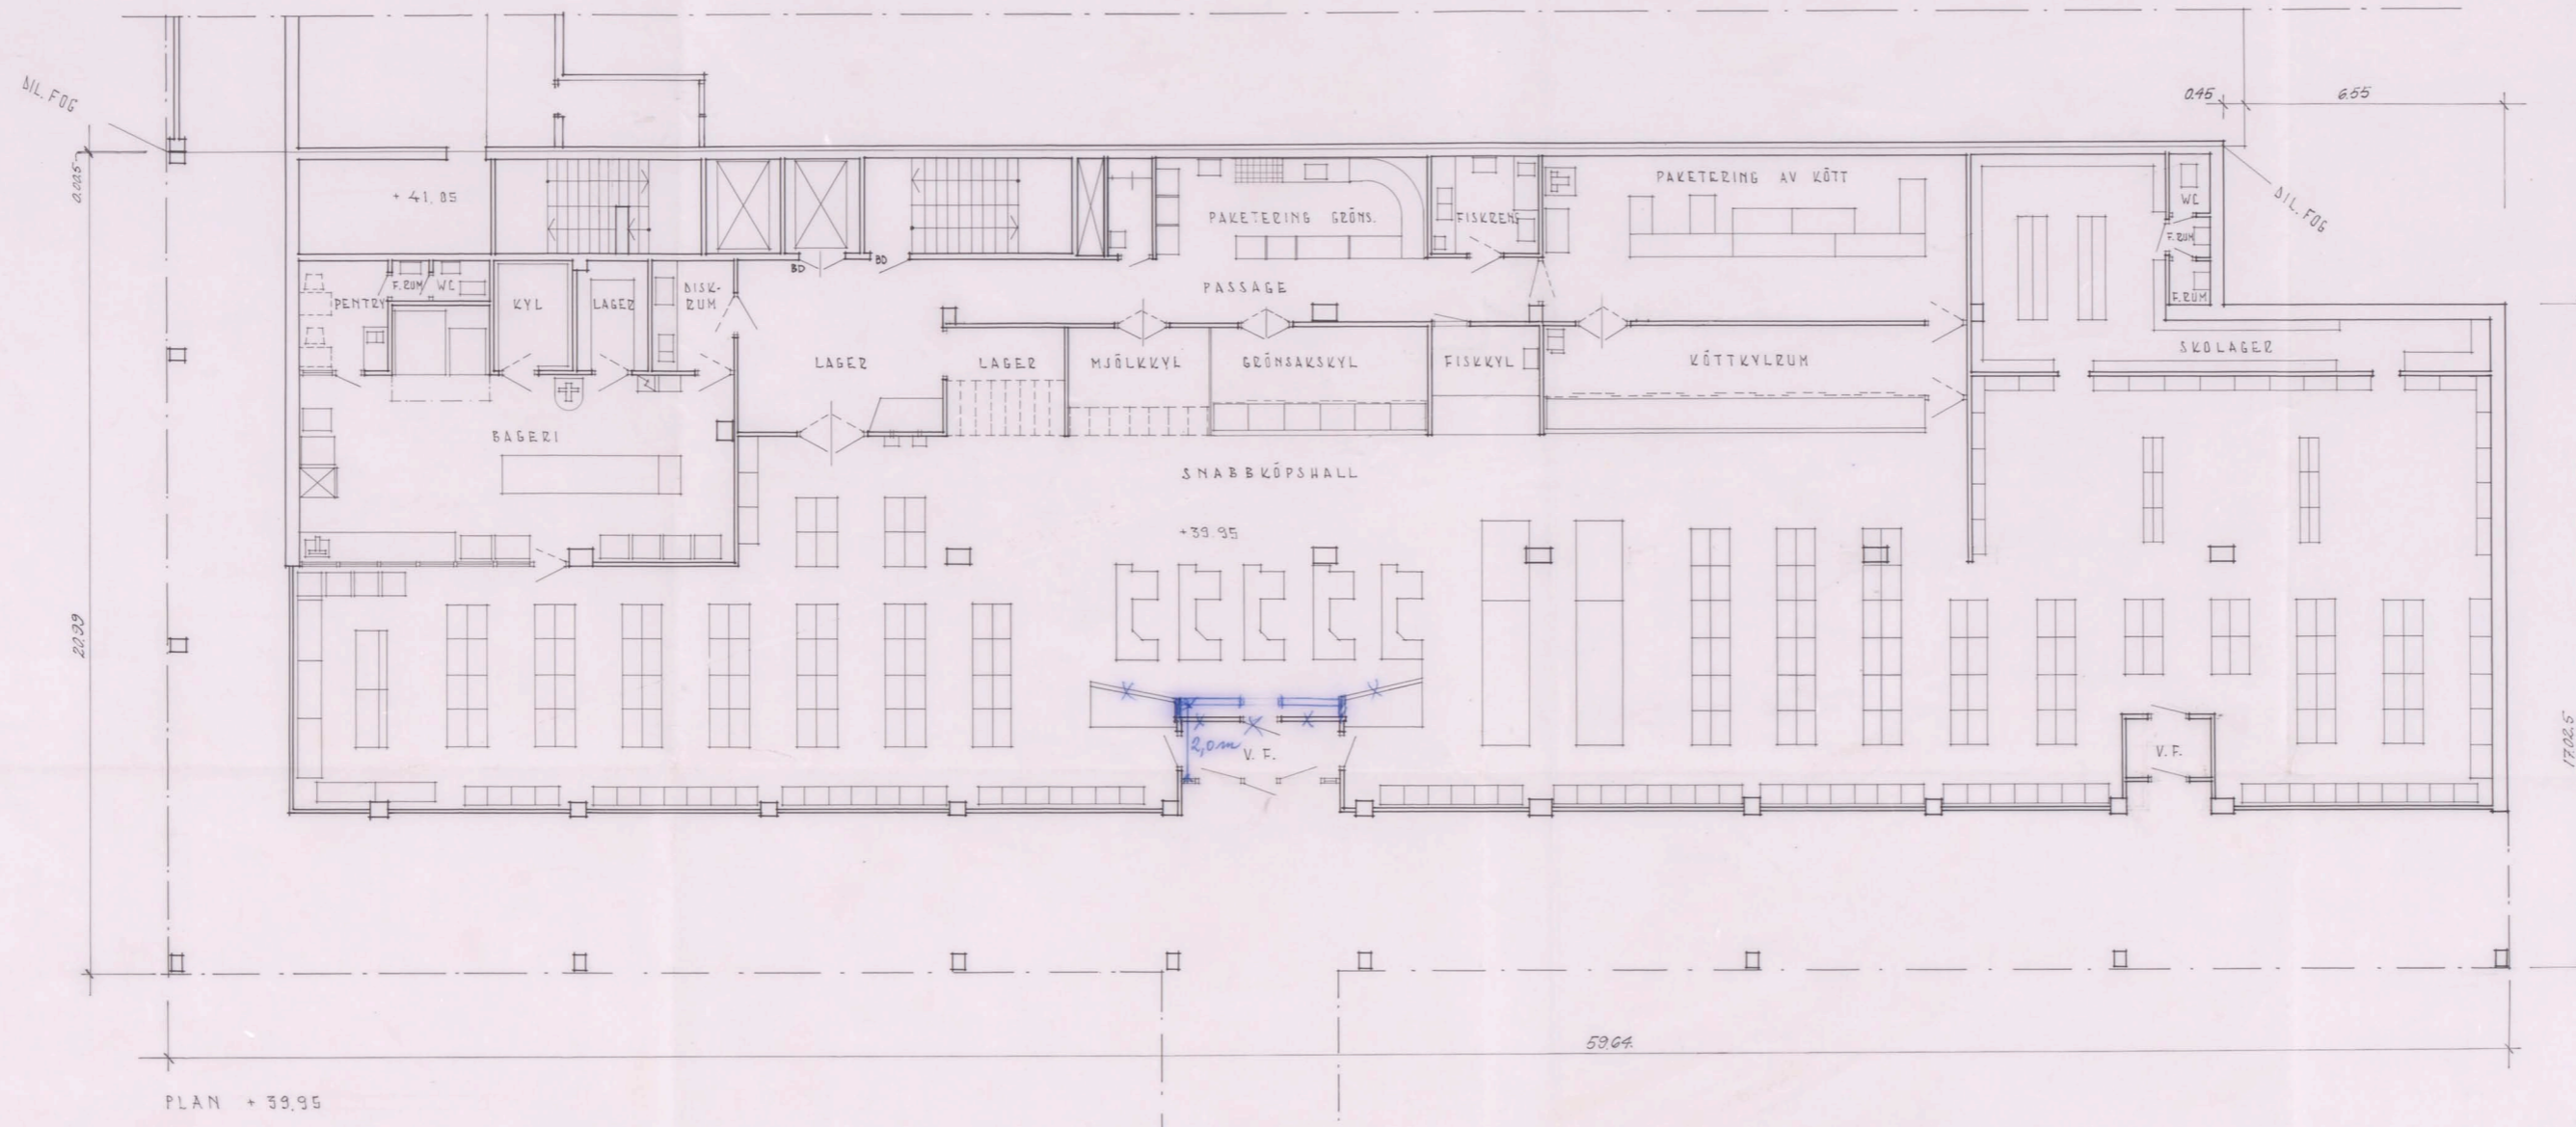 DIL. FOG
0.45
6.55
0.025
+ 41,05
PAKETERING AV KÖTT
WC
DIL. FOG
PAKETERING GRÖNS.
FISKRENS
F.RUM
BD
BD
PENTRY
F.RUM
WC
KYL
LAGER
DISK-
RUM
PASSAGE
F.RUM
LAGER
LAGER
MJÖLKKYL
GRÖNSAKSKYL
FISKKYL
KÖTTKYLRUM
SKOLAGER
BAGERI
SNABBKÖPSHALL
+39.95
20.99
2,0 m
V. F.
V. F.
17.02.5
59.64.
PLAN + 39,95